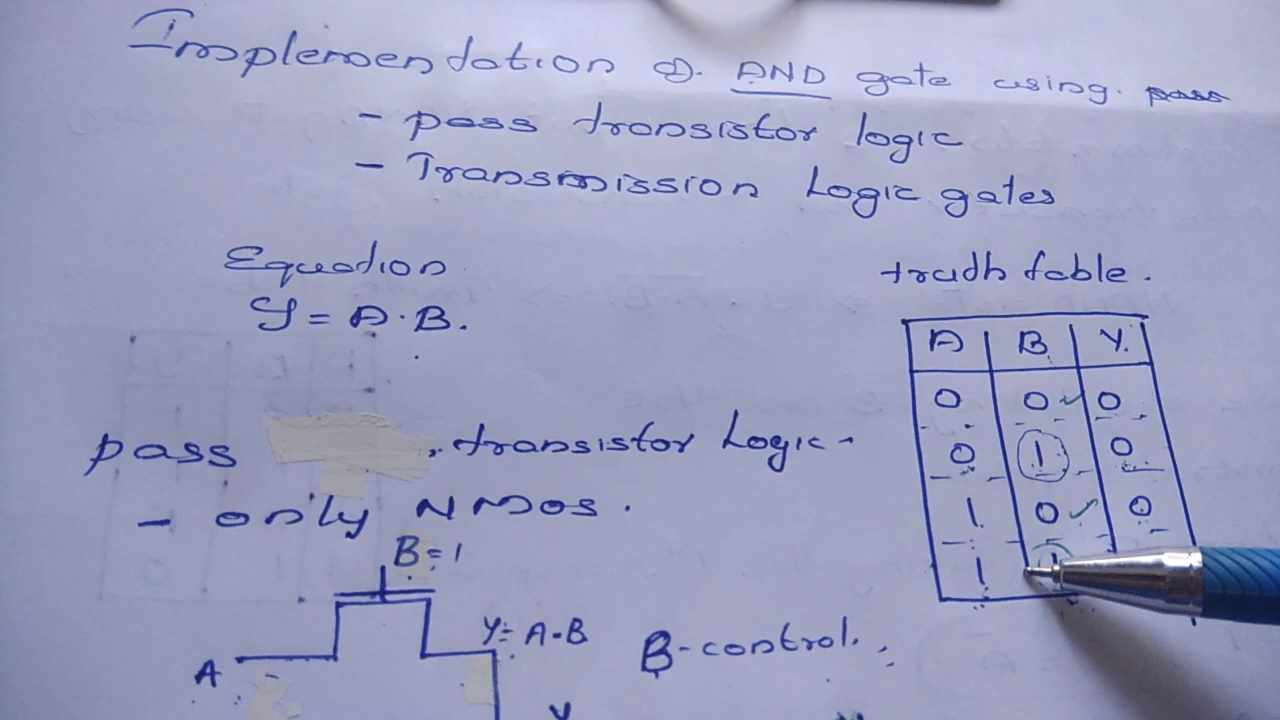 Implementation of AND gate using pass
- pass transistor logic
- Transmission Logic gates
Equation
Y = A·B.
truth table.
A B Y.
0 0 0
0 1 0
1 0 0
1 1
pass transistor Logic-
- only NMOS.
B=1
A
Y= A·B
B-control.
Y